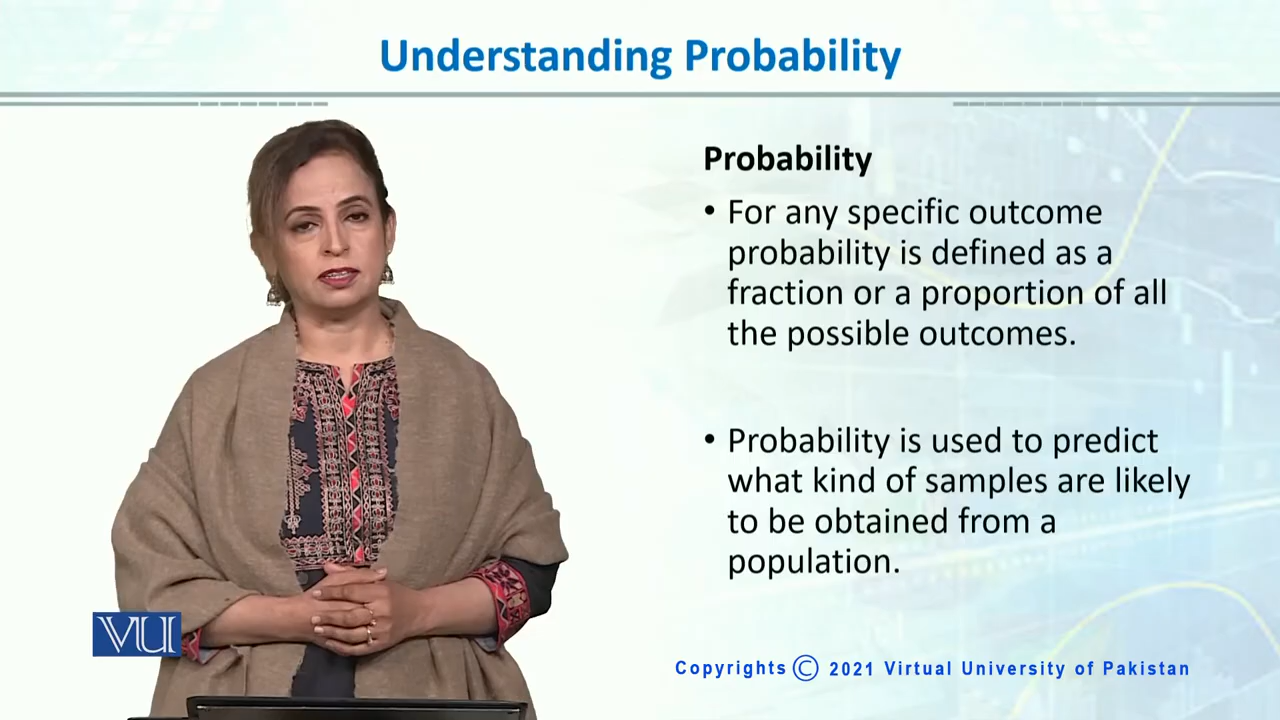 Understanding Probability
Probability
• For any specific outcome
probability is defined as a
fraction or a proportion of all
the possible outcomes.
• Probability is used to predict
what kind of samples are likely
to be obtained from a
population.
VU
Copyrights © 2021 Virtual University of Pakistan